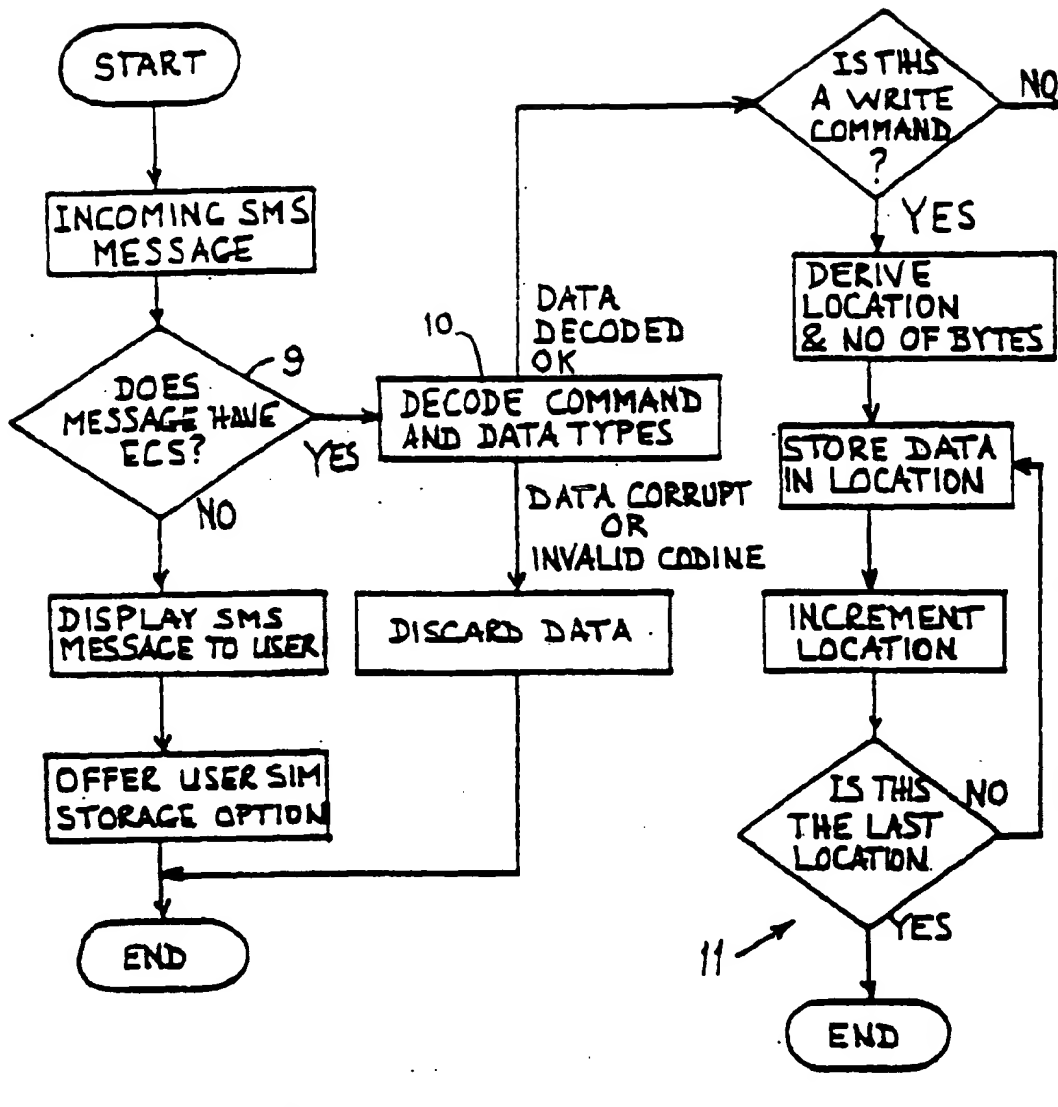 START
INCOMING SMS
MESSAGE
9
DOES
MESSAGE HAVE
ECS?
YES
NO
DISPLAY SMS
MESSAGE TO USER
OFFER USER SIM
STORAGE OPTION
END
10
DATA
DECODED
OK
DECODE COMMAND
AND DATA TYPES
DATA CORRUPT
OR
INVALID CODINE
DISCARD DATA
IS THIS
A WRITE
COMMAND
?
NO
YES
DERIVE
LOCATION
& NO OF BYTES
STORE DATA
IN LOCATION
INCREMENT
LOCATION
IS THIS
THE LAST
LOCATION
NO
YES
11
END